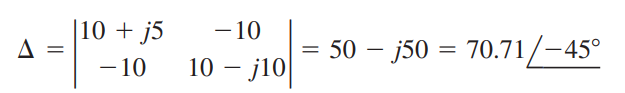 Δ = |10 + j5 −10|
|−10 10 − j10| = 50 − j50 = 70.71/−45°